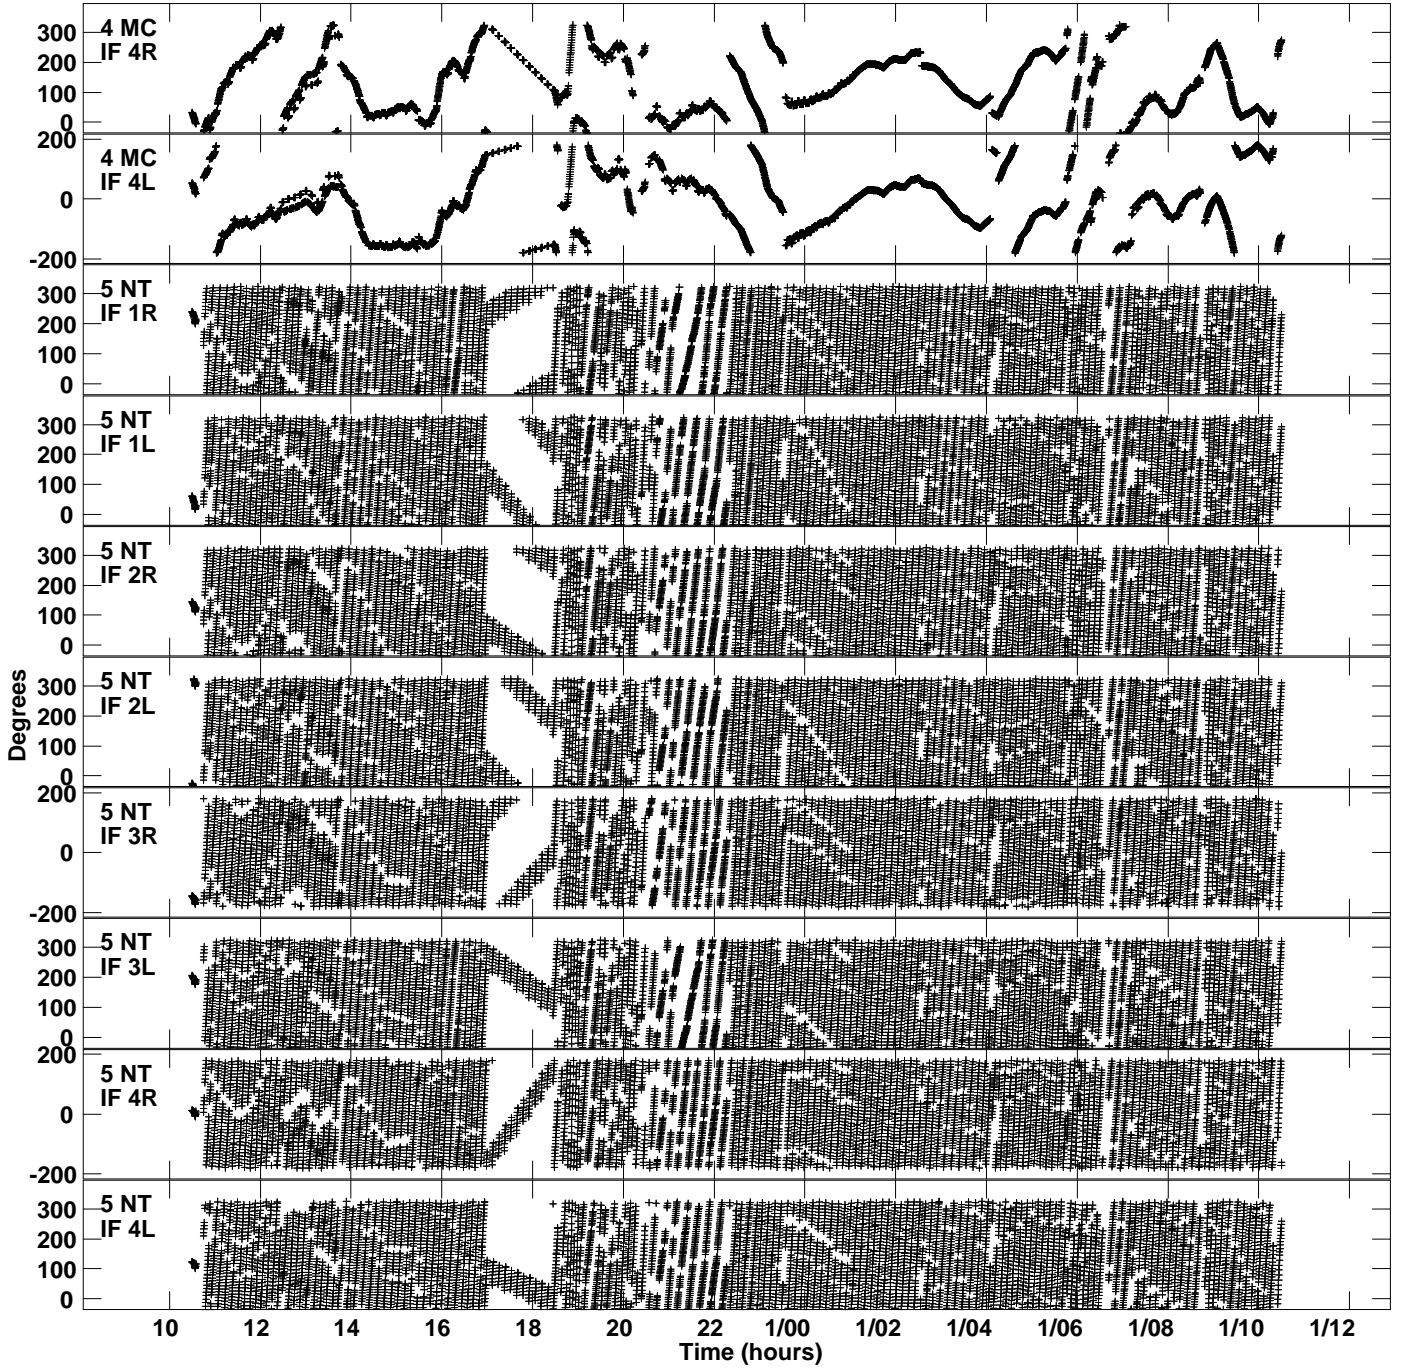 4 MC
IF 4R
300
200
100
0
4 MC
IF 4L
200
0
-200
5 NT
IF 1R
300
200
100
0
5 NT
IF 1L
300
200
100
0
5 NT
IF 2R
300
200
100
0
5 NT
IF 2L
300
200
100
0
5 NT
IF 3R
200
0
-200
5 NT
IF 3L
300
200
100
0
5 NT
IF 4R
200
0
-200
5 NT
IF 4L
300
200
100
0
Degrees
10 12 14 16 18 20 22 1/00 1/02 1/04 1/06 1/08 1/10 1/12
Time (hours)